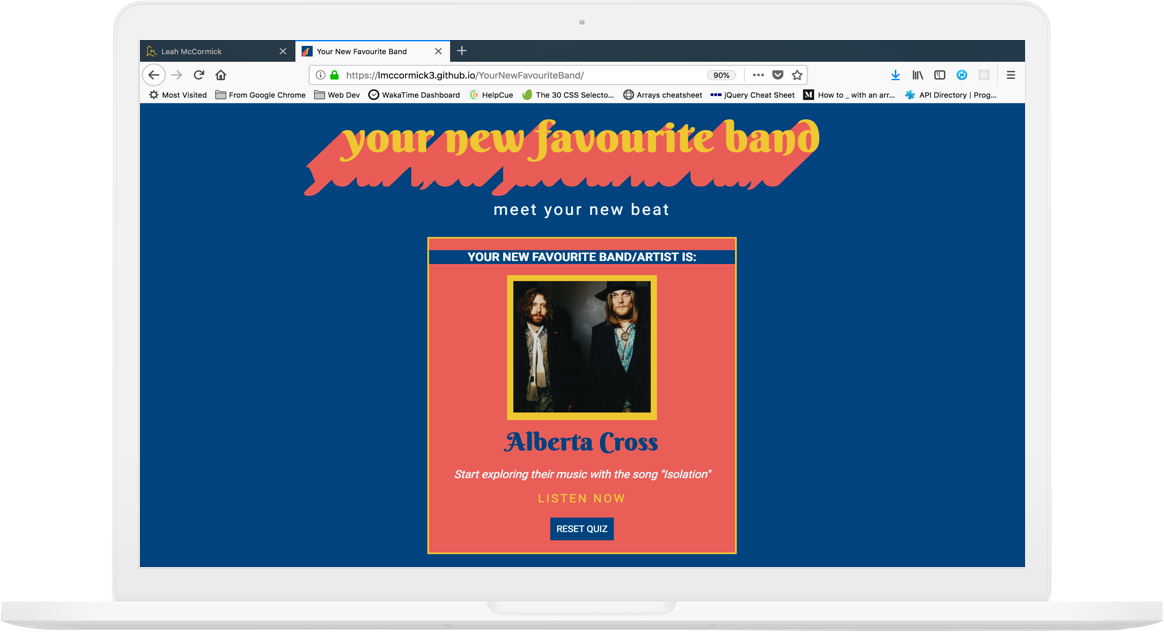 Leah McCormick
Your New Favourite Band
https://lmccormick3.github.io/YourNewFavouriteBand/
90%
Most Visited
From Google Chrome
Web Dev
WakaTime Dashboard
HelpCue
The 30 CSS Selecto...
Arrays cheatsheet
jQuery Cheat Sheet
How to _ with an arr...
API Directory | Prog...
your new favourite band
meet your new beat
YOUR NEW FAVOURITE BAND/ARTIST IS:
Alberta Cross
Start exploring their music with the song "Isolation"
LISTEN NOW
RESET QUIZ